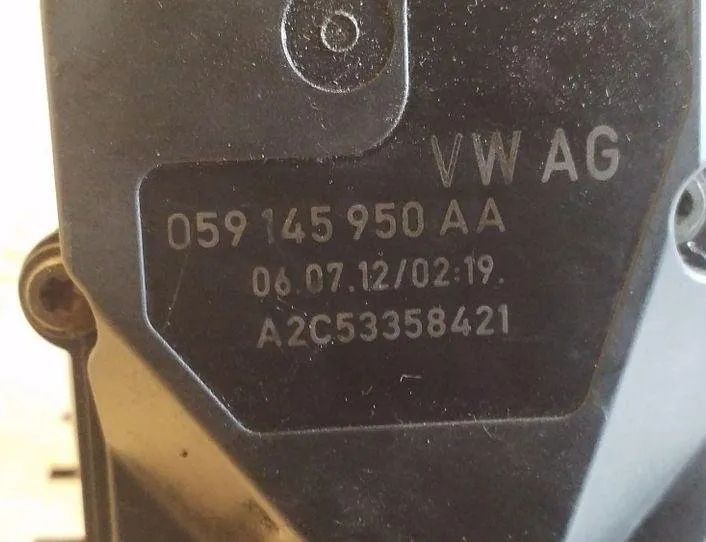 VW AG
059 145 950 AA
06.07.12/02:19.
A2C53358421